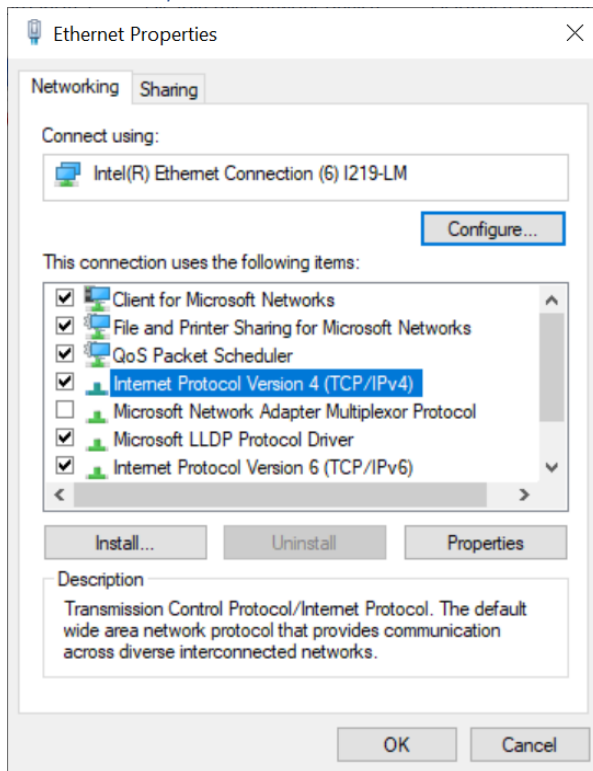 Ethernet Properties
Networking
Sharing
Connect using:
Intel(R) Ethernet Connection (6) I219-LM
Configure...
This connection uses the following items:
Client for Microsoft Networks
File and Printer Sharing for Microsoft Networks
QoS Packet Scheduler
Internet Protocol Version 4 (TCP/IPv4)
Microsoft Network Adapter Multiplexor Protocol
Microsoft LLDP Protocol Driver
Internet Protocol Version 6 (TCP/IPv6)
Install...
Uninstall
Properties
Description
Transmission Control Protocol/Internet Protocol. The default
wide area network protocol that provides communication
across diverse interconnected networks.
OK
Cancel